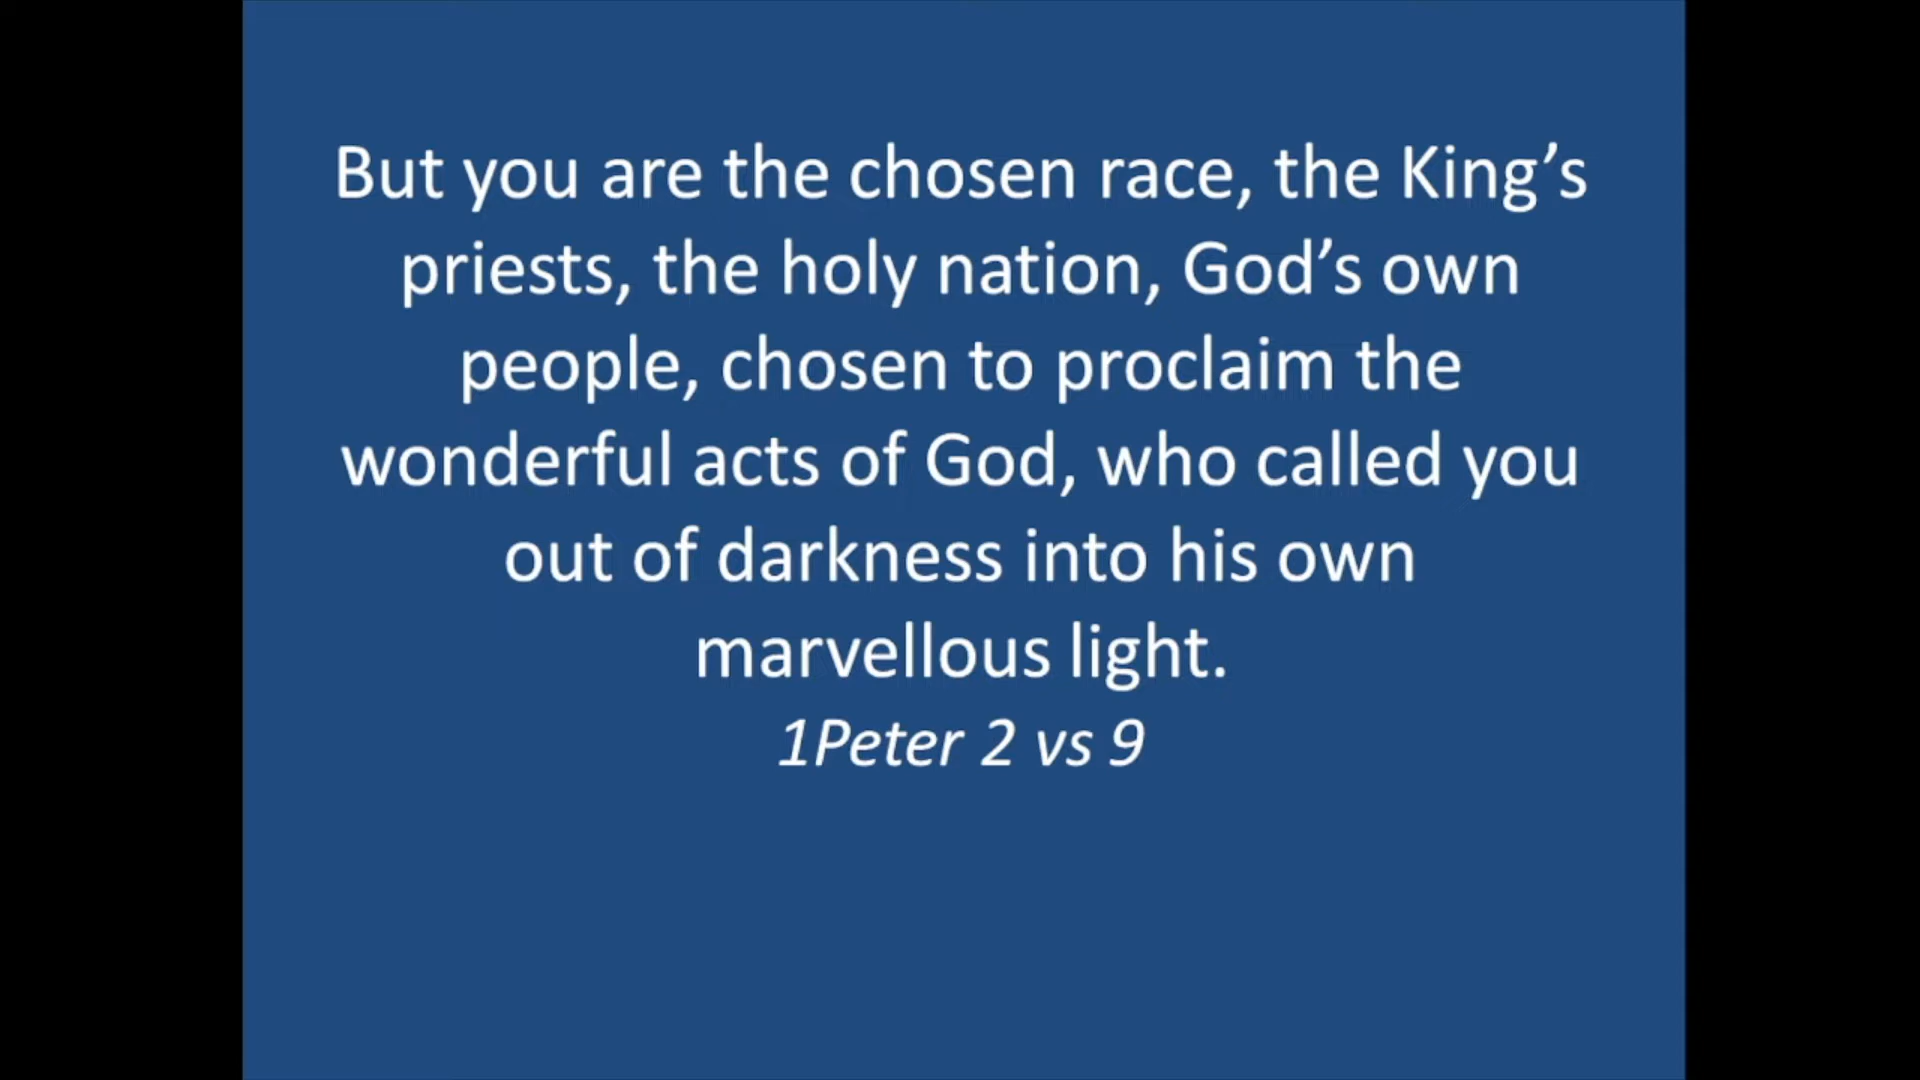 But you are the chosen race, the King’s
priests, the holy nation, God’s own
people, chosen to proclaim the
wonderful acts of God, who called you
out of darkness into his own
marvellous light.
1Peter 2 vs 9